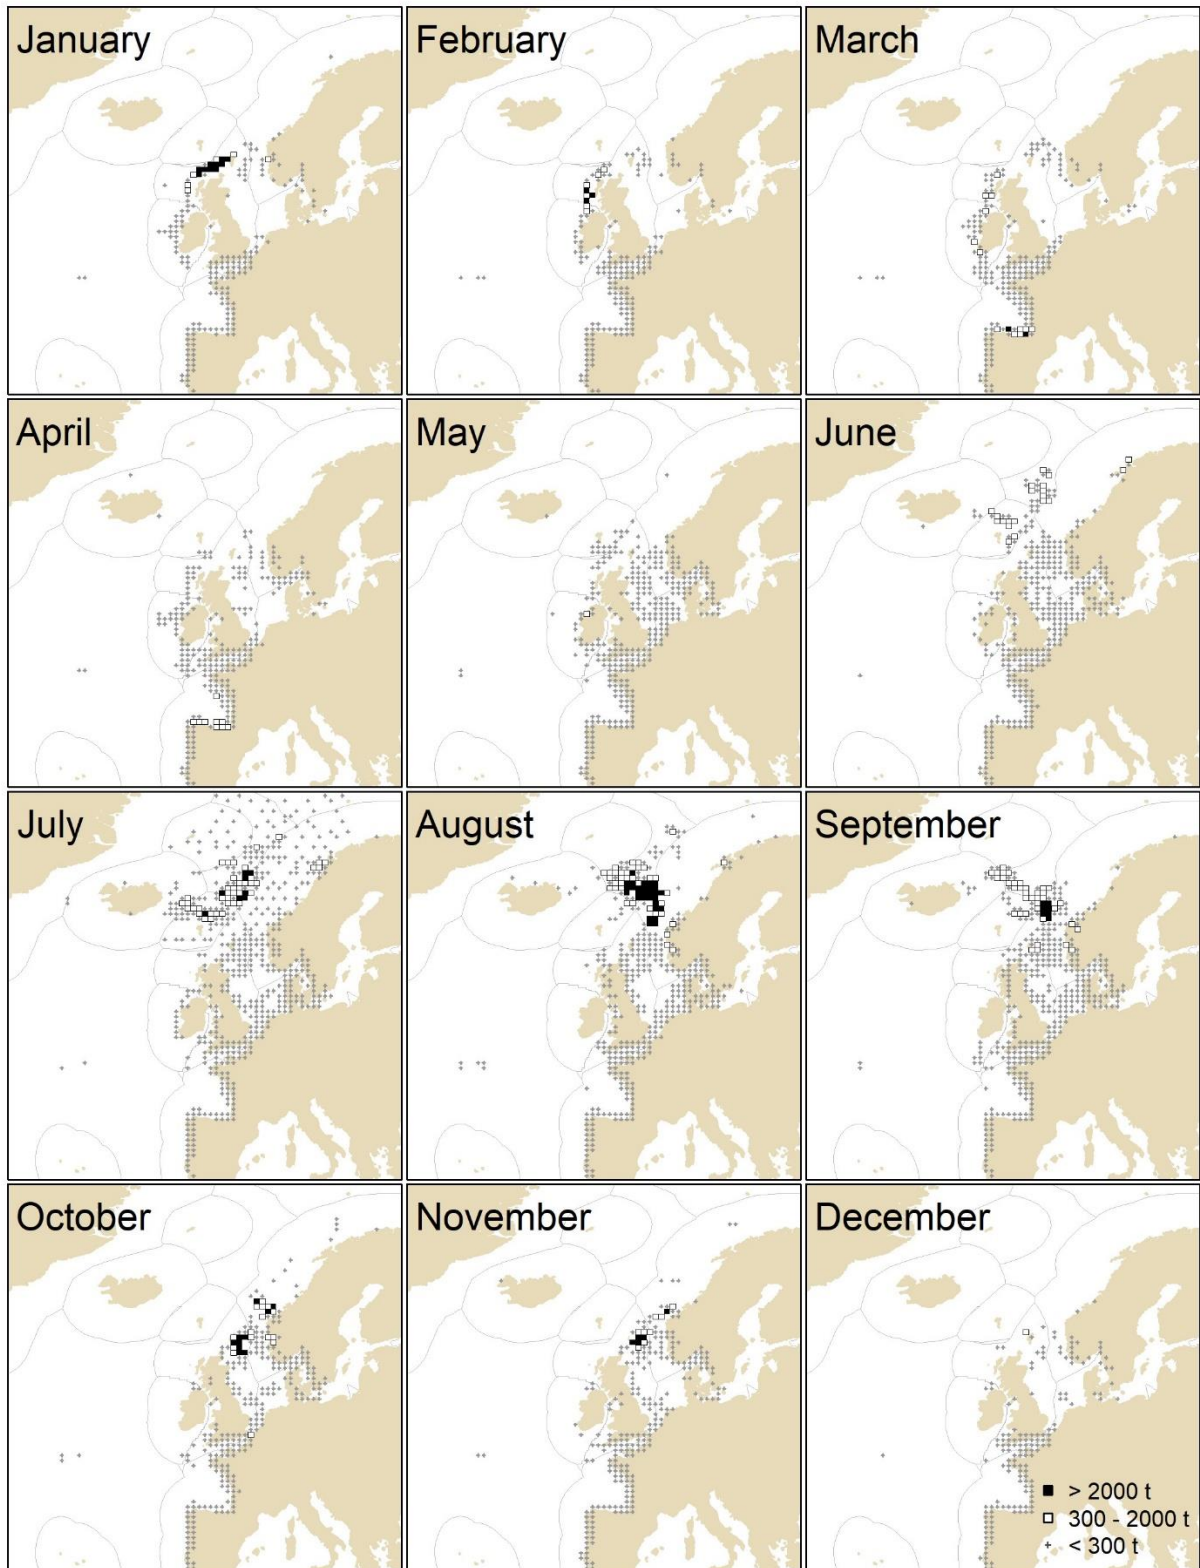 January
February
March
April
May
June
July
August
September
October
November
December
> 2000 t
300 - 2000 t
< 300 t